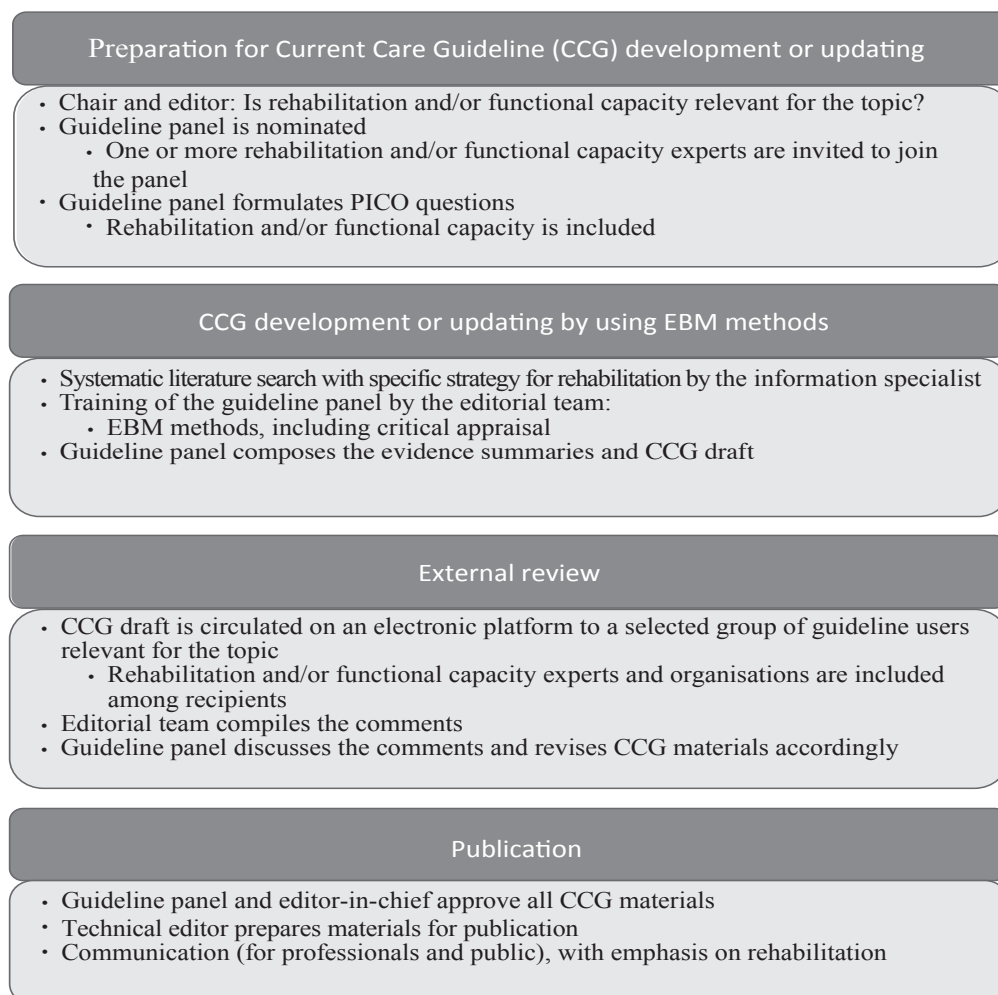 Preparation for Current Care Guideline (CCG) development or updating
• Chair and editor: Is rehabilitation and/or functional capacity relevant for the topic?
• Guideline panel is nominated
• One or more rehabilitation and/or functional capacity experts are invited to join
the panel
• Guideline panel formulates PICO questions
• Rehabilitation and/or functional capacity is included
CCG development or updating by using EBM methods
• Systematic literature search with specific strategy for rehabilitation by the information specialist
• Training of the guideline panel by the editorial team:
• EBM methods, including critical appraisal
• Guideline panel composes the evidence summaries and CCG draft
External review
• CCG draft is circulated on an electronic platform to a selected group of guideline users
relevant for the topic
• Rehabilitation and/or functional capacity experts and organisations are included
among recipients
• Editorial team compiles the comments
• Guideline panel discusses the comments and revises CCG materials accordingly
Publication
• Guideline panel and editor-in-chief approve all CCG materials
• Technical editor prepares materials for publication
• Communication (for professionals and public), with emphasis on rehabilitation